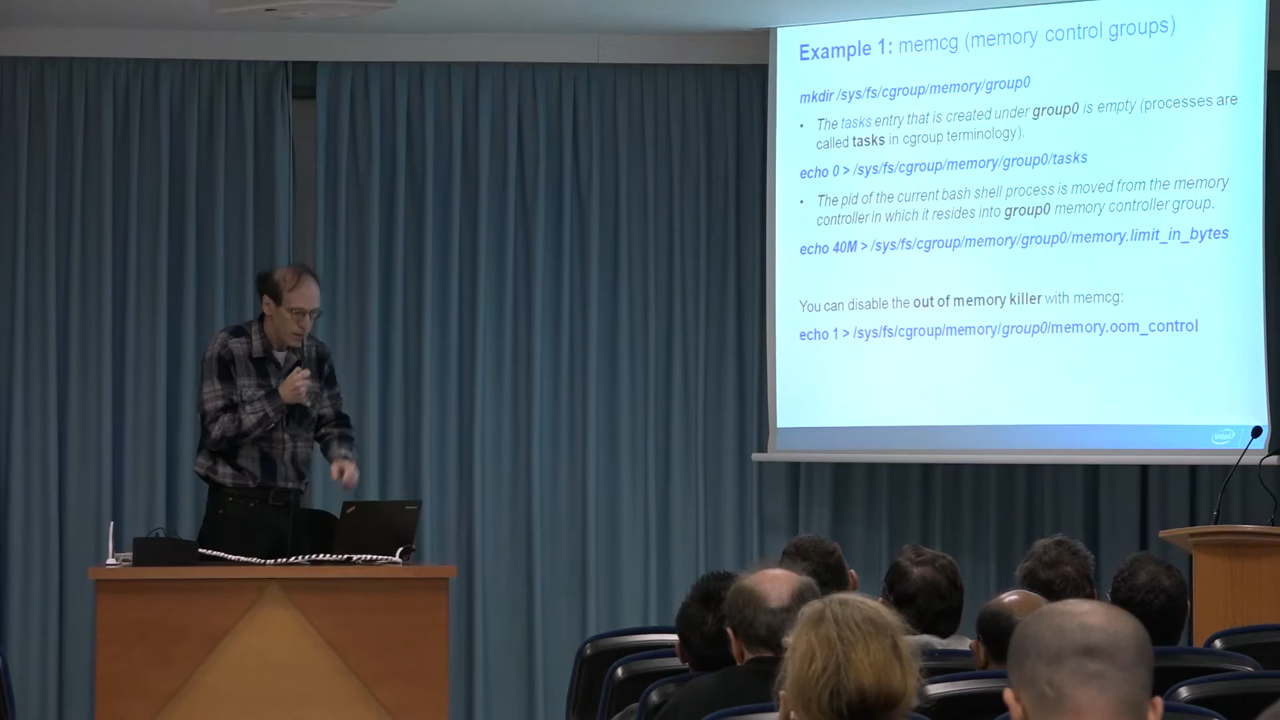 Example 1: memcg (memory control groups)
mkdir /sys/fs/cgroup/memory/group0
• The tasks entry that is created under group0 is empty (processes are
called tasks in cgroup terminology).
echo 0 > /sys/fs/cgroup/memory/group0/tasks
• The pid of the current bash shell process is moved from the memory
controller in which it resides into group0 memory controller group.
echo 40M > /sys/fs/cgroup/memory/group0/memory.limit_in_bytes
You can disable the out of memory killer with memcg:
echo 1 > /sys/fs/cgroup/memory/group0/memory.oom_control
intel